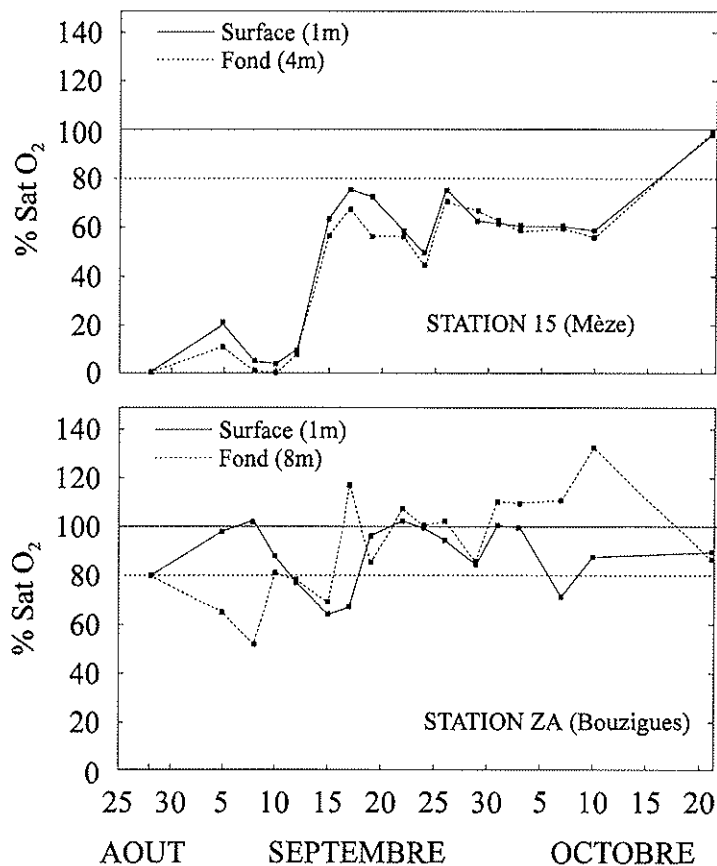 140
120
100
80
60
40
20
0
% Sat O2
Surface (1m)
Fond (4m)
STATION 15 (Mèze)
140
120
100
80
60
40
20
0
% Sat O2
Surface (1m)
Fond (8m)
STATION ZA (Bouzigues)
25 30 5 10 15 20 25 30 5 10 15 20
AOUT SEPTEMBRE OCTOBRE